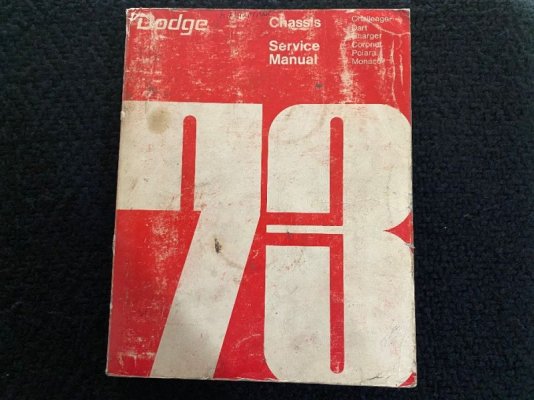 Dodge
Chassis
Service
Manual
Challenger
Dart
Charger
Coronet
Polara
Monaco
73